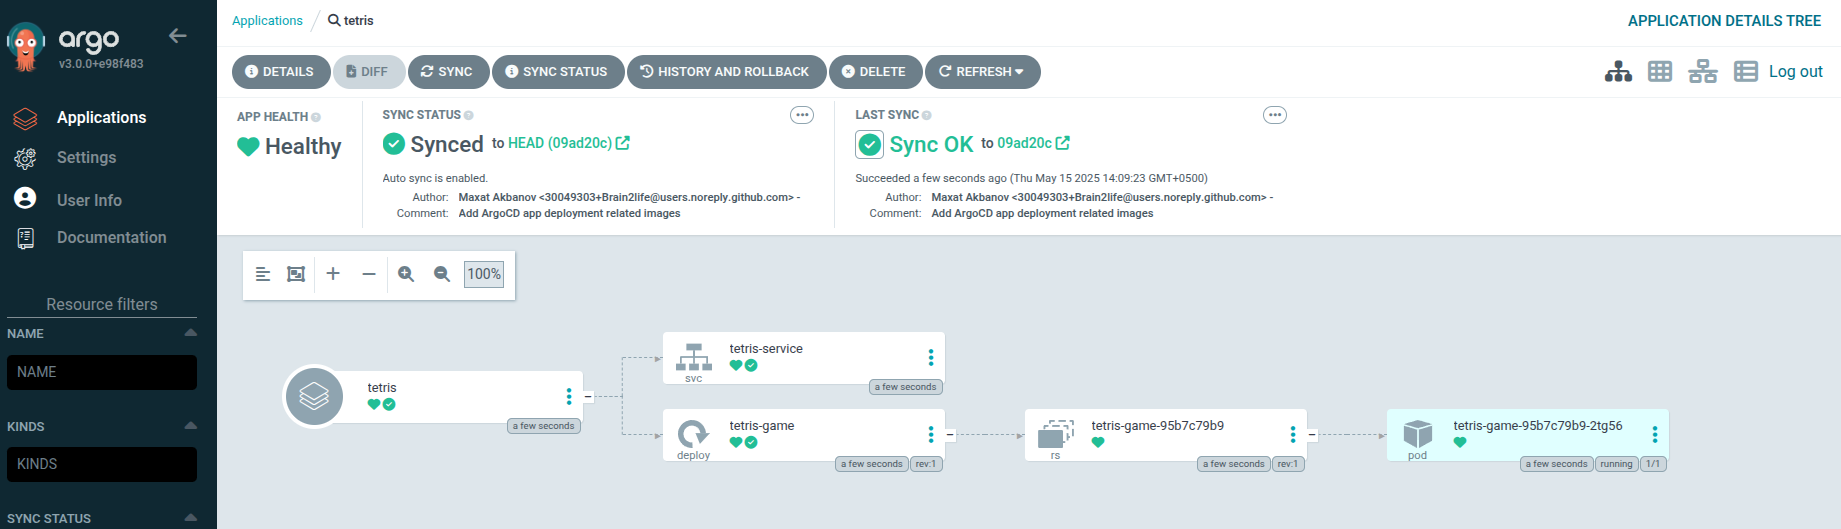 argo
v3.0.0+e98f483
Applications
Settings
User Info
Documentation
Resource filters
NAME
NAME
KINDS
KINDS
SYNC STATUS
Applications / tetris
APPLICATION DETAILS TREE
DETAILS DIFF SYNC SYNC STATUS HISTORY AND ROLLBACK DELETE REFRESH
Log out
APP HEALTH
Healthy
SYNC STATUS
Synced to HEAD (09ad20c)
Auto sync is enabled.
Author: Maxat Akbanov <30049303+Brain2life@users.noreply.github.com> -
Comment: Add ArgoCD app deployment related images
LAST SYNC
Sync OK to 09ad20c
Succeeded a few seconds ago (Thu May 15 2025 14:09:23 GMT+0500)
Author: Maxat Akbanov <30049303+Brain2life@users.noreply.github.com> -
Comment: Add ArgoCD app deployment related images
100%
tetris
a few seconds
tetris-service
svc
a few seconds
tetris-game
deploy
a few seconds rev:1
tetris-game-95b7c79b9
rs
a few seconds rev:1
tetris-game-95b7c79b9-2tg56
pod
a few seconds running 1/1